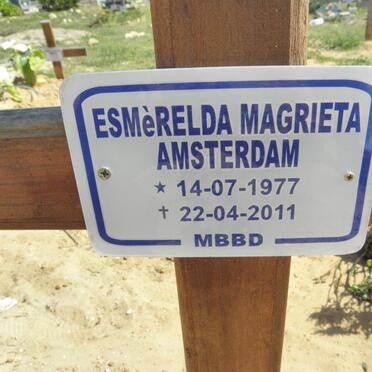 ESMèRELDA MAGRIETA
AMSTERDAM
★ 14-07-1977
✝ 22-04-2011
MBBD